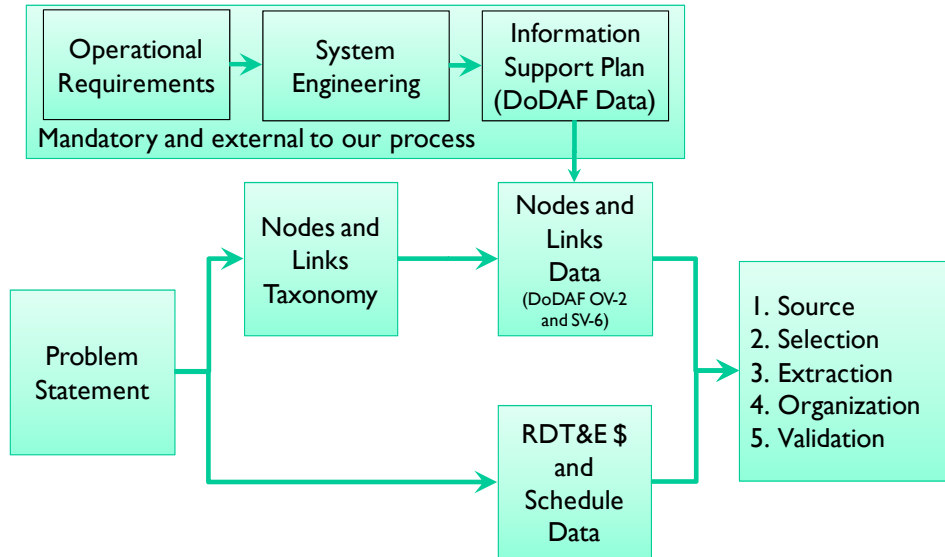 Operational
Requirements
System
Engineering
Information
Support Plan
(DoDAF Data)
Mandatory and external to our process
Nodes and
Links
Taxonomy
Nodes and
Links
Data
(DoDAF OV-2
and SV-6)
Problem
Statement
1. Source
2. Selection
3. Extraction
4. Organization
5. Validation
RDT&E $
and
Schedule
Data